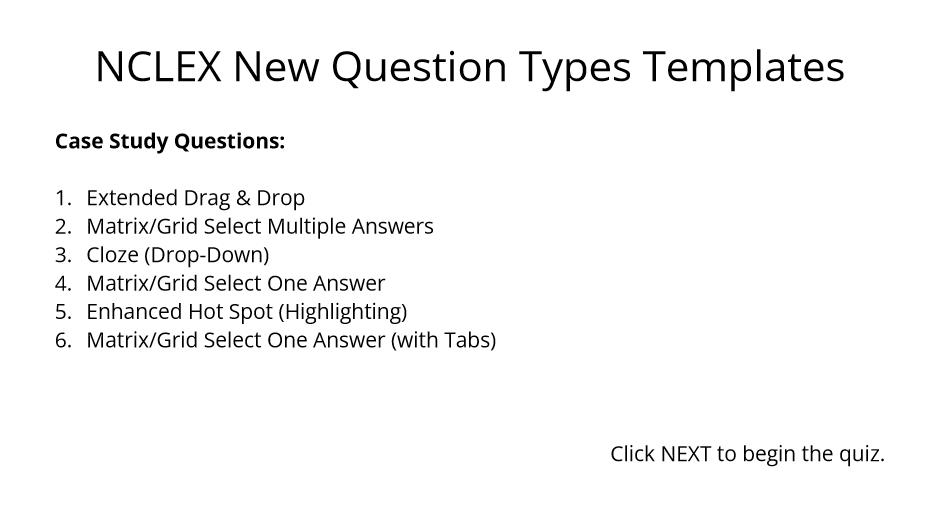 NCLEX New Question Types Templates
Case Study Questions:
1. Extended Drag & Drop
2. Matrix/Grid Select Multiple Answers
3. Cloze (Drop-Down)
4. Matrix/Grid Select One Answer
5. Enhanced Hot Spot (Highlighting)
6. Matrix/Grid Select One Answer (with Tabs)
Click NEXT to begin the quiz.